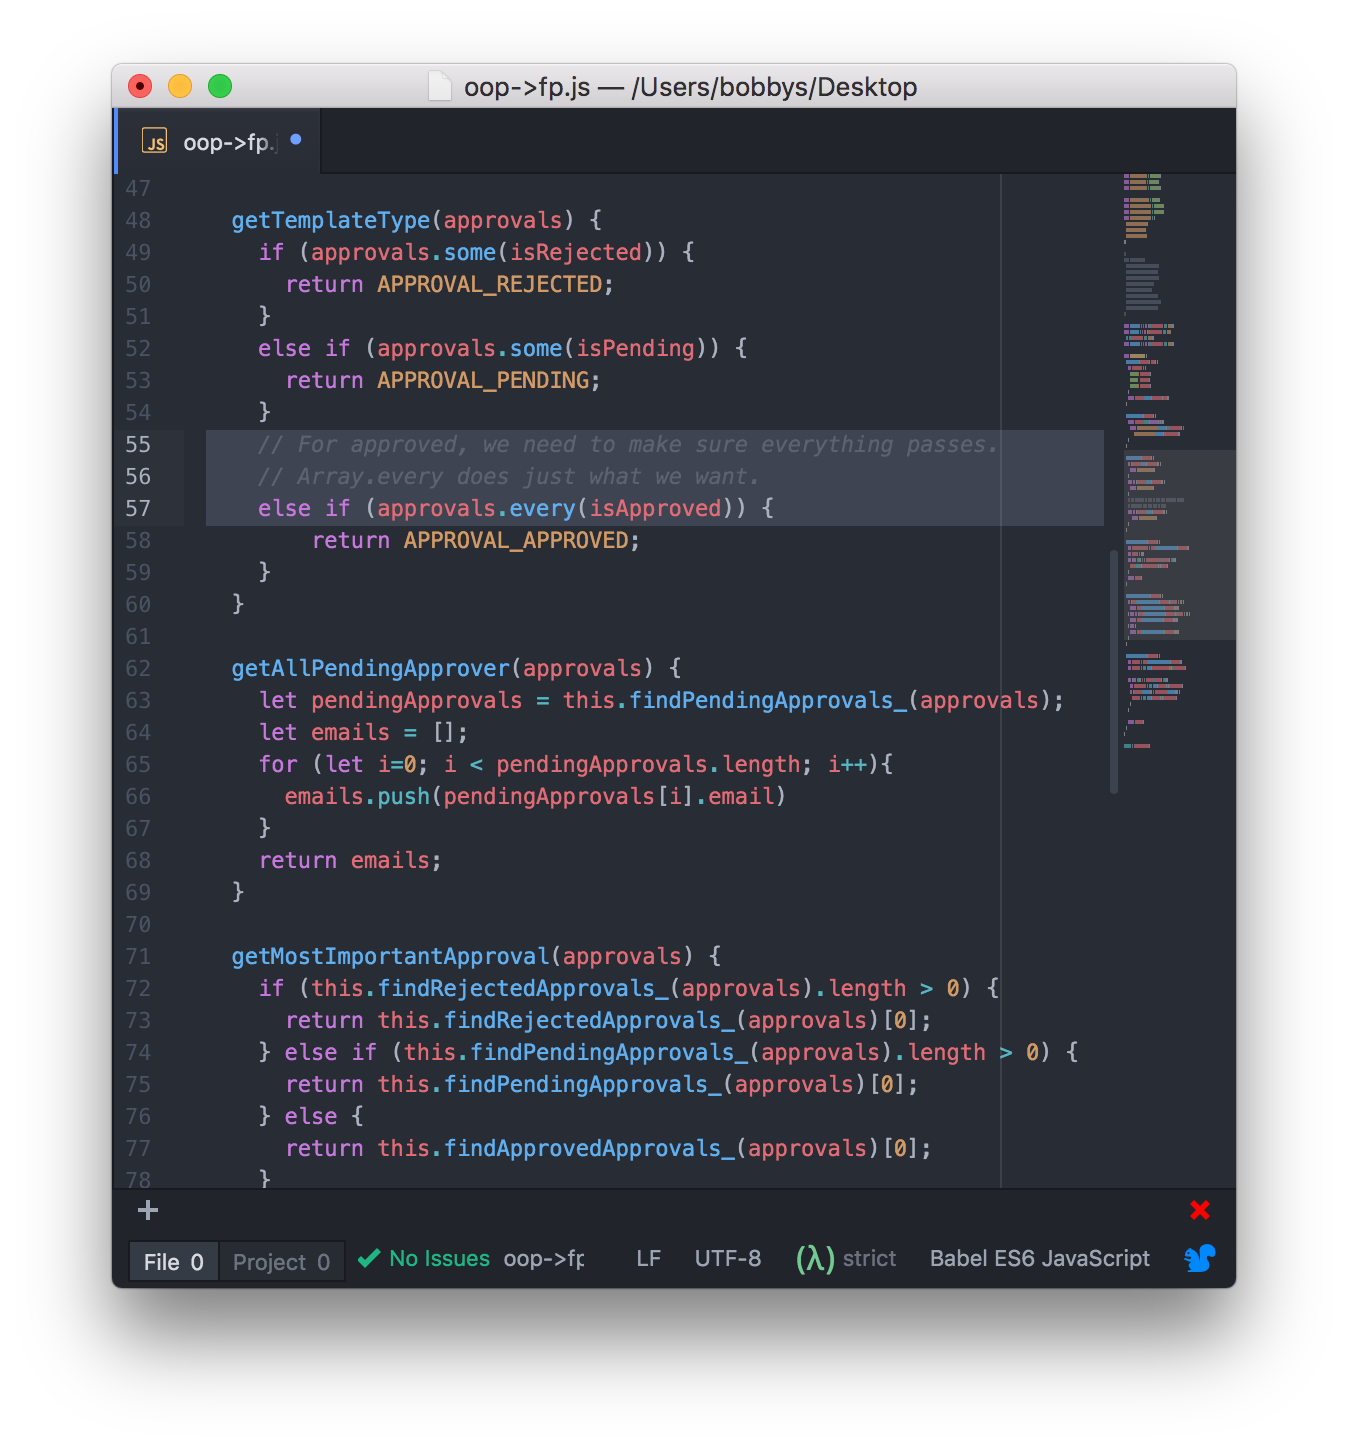 oop->fp.js — /Users/bobbys/Desktop
JS oop->fp.j
47
48 getTemplateType(approvals) {
49 if (approvals.some(isRejected)) {
50 return APPROVAL_REJECTED;
51 }
52 else if (approvals.some(isPending)) {
53 return APPROVAL_PENDING;
54 }
55 // For approved, we need to make sure everything passes.
56 // Array.every does just what we want.
57 else if (approvals.every(isApproved)) {
58 return APPROVAL_APPROVED;
59 }
60 }
61
62 getAllPendingApprover(approvals) {
63 let pendingApprovals = this.findPendingApprovals_(approvals);
64 let emails = [];
65 for (let i=0; i < pendingApprovals.length; i++){
66 emails.push(pendingApprovals[i].email)
67 }
68 return emails;
69 }
70
71 getMostImportantApproval(approvals) {
72 if (this.findRejectedApprovals_(approvals).length > 0) {
73 return this.findRejectedApprovals_(approvals)[0];
74 } else if (this.findPendingApprovals_(approvals).length > 0) {
75 return this.findPendingApprovals_(approvals)[0];
76 } else {
77 return this.findApprovedApprovals_(approvals)[0];
78 }
File 0 Project 0 No Issues oop->fp LF UTF-8 (λ) strict Babel ES6 JavaScript